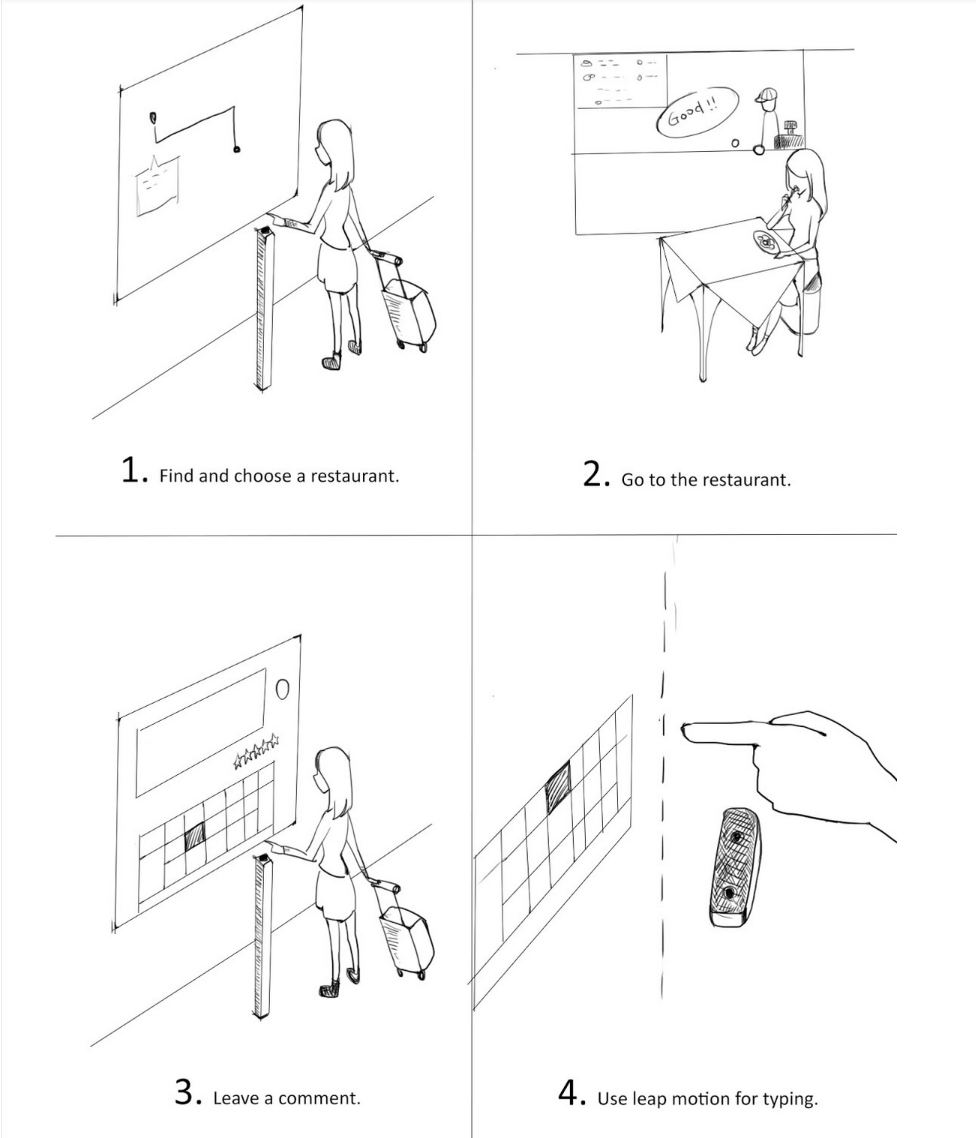 Good!!
1. Find and choose a restaurant.
2. Go to the restaurant.
3. Leave a comment.
4. Use leap motion for typing.